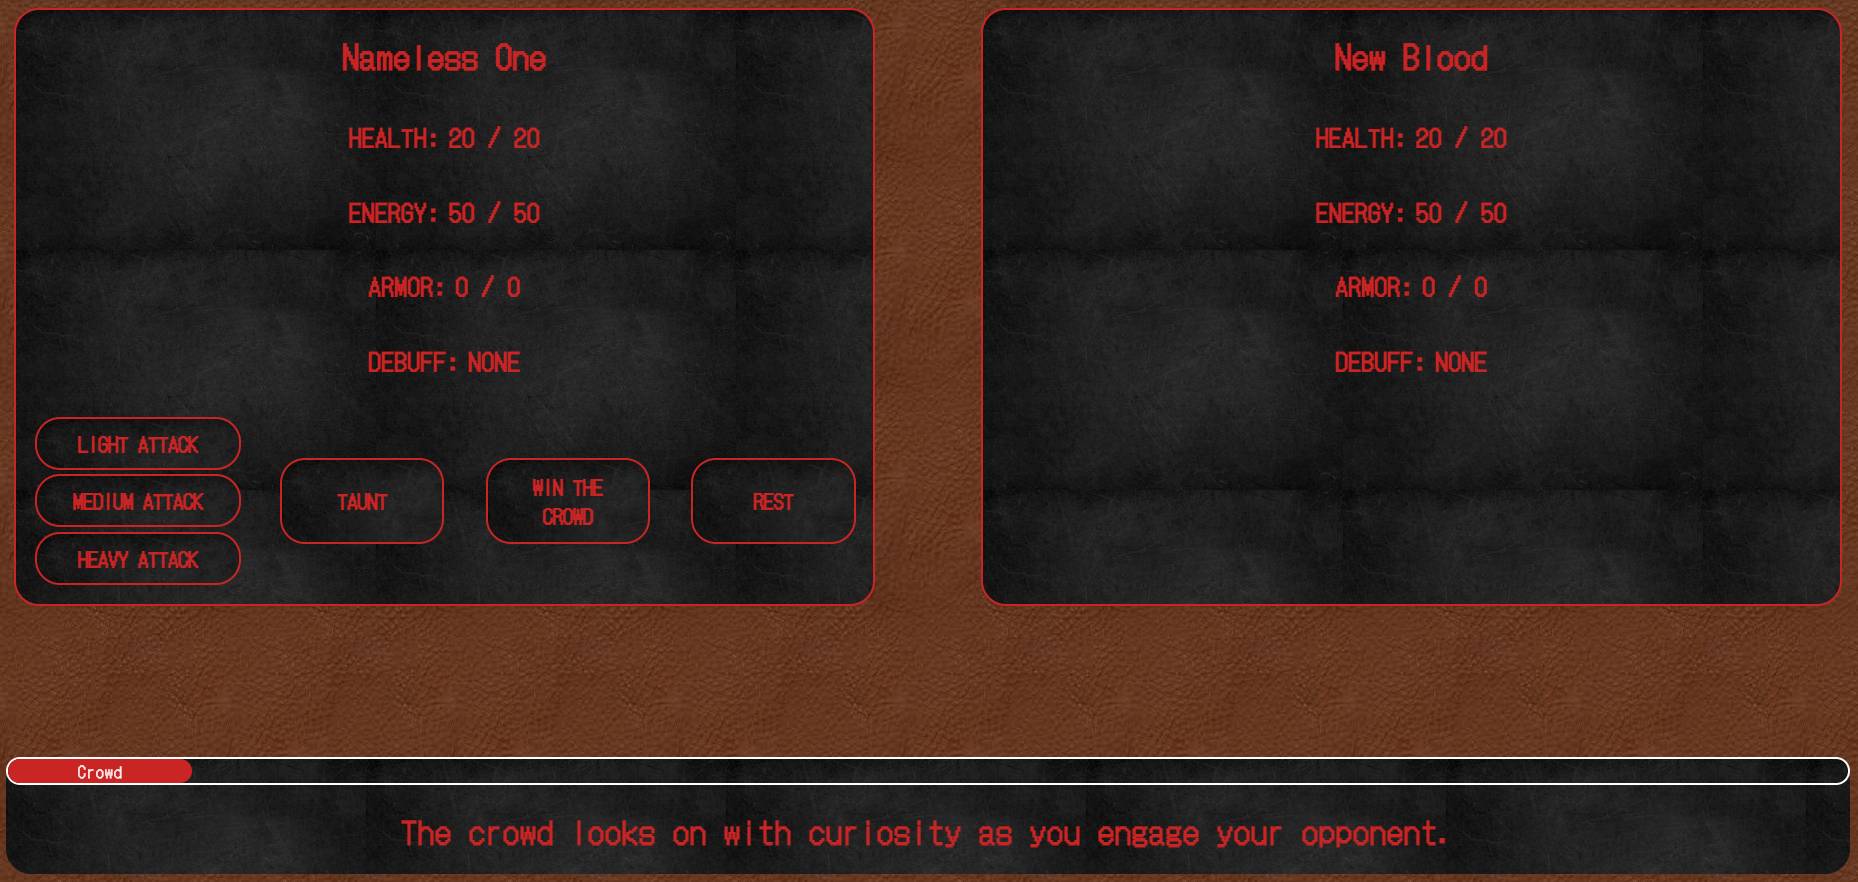 Nameless One
HEALTH: 20 / 20
ENERGY: 50 / 50
ARMOR: 0 / 0
DEBUFF: NONE
LIGHT ATTACK
MEDIUM ATTACK
HEAVY ATTACK
TAUNT
WIN THE
CROWD
REST
New Blood
HEALTH: 20 / 20
ENERGY: 50 / 50
ARMOR: 0 / 0
DEBUFF: NONE
Crowd
The crowd looks on with curiosity as you engage your opponent.